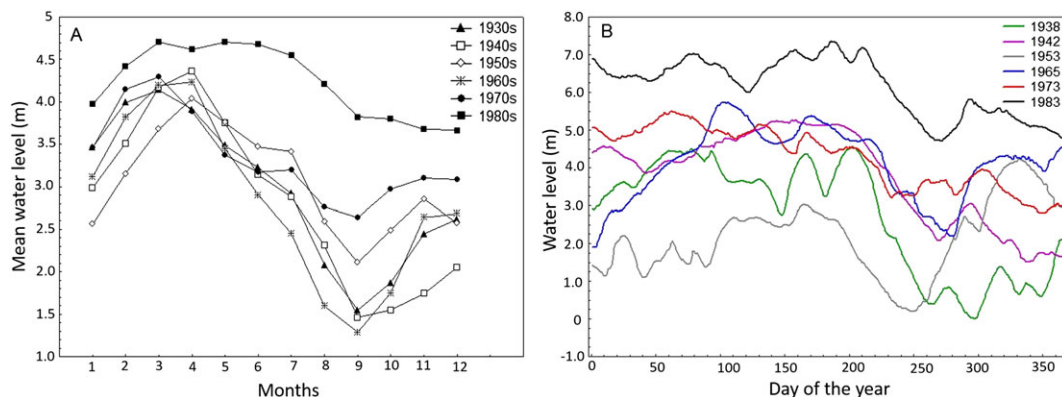 A
1930s
1940s
1950s
1960s
1970s
1980s
5
4.5
4.0
3.5
3.0
2.5
2.0
1.5
1.0
Mean water level (m)
1 2 3 4 5 6 7 8 9 10 11 12
Months
B
1938
1942
1953
1965
1973
1983
8.0
7.0
6.0
5.0
4.0
3.0
2.0
1.0
0
-1.0
Water level (m)
0 50 100 150 200 250 300 350
Day of the year